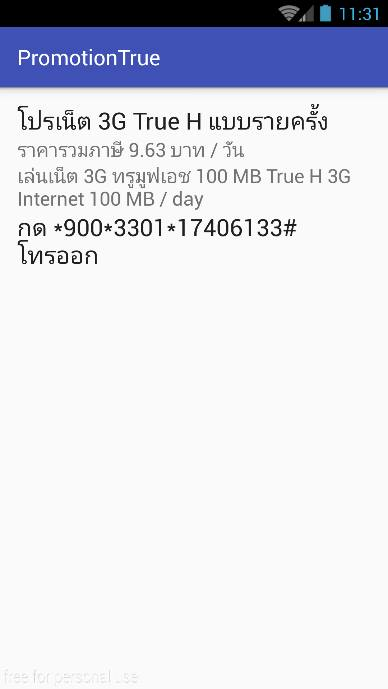 11:31
PromotionTrue
โปรเน็ต 3G True H แบบรายครั้ง
ราคารวมภาษี 9.63 บาท / วัน
เล่นเน็ต 3G ทรูมูฟเอช 100 MB True H 3G
Internet 100 MB / day
กด *900*3301*17406133#
โทรออก
free for personal use